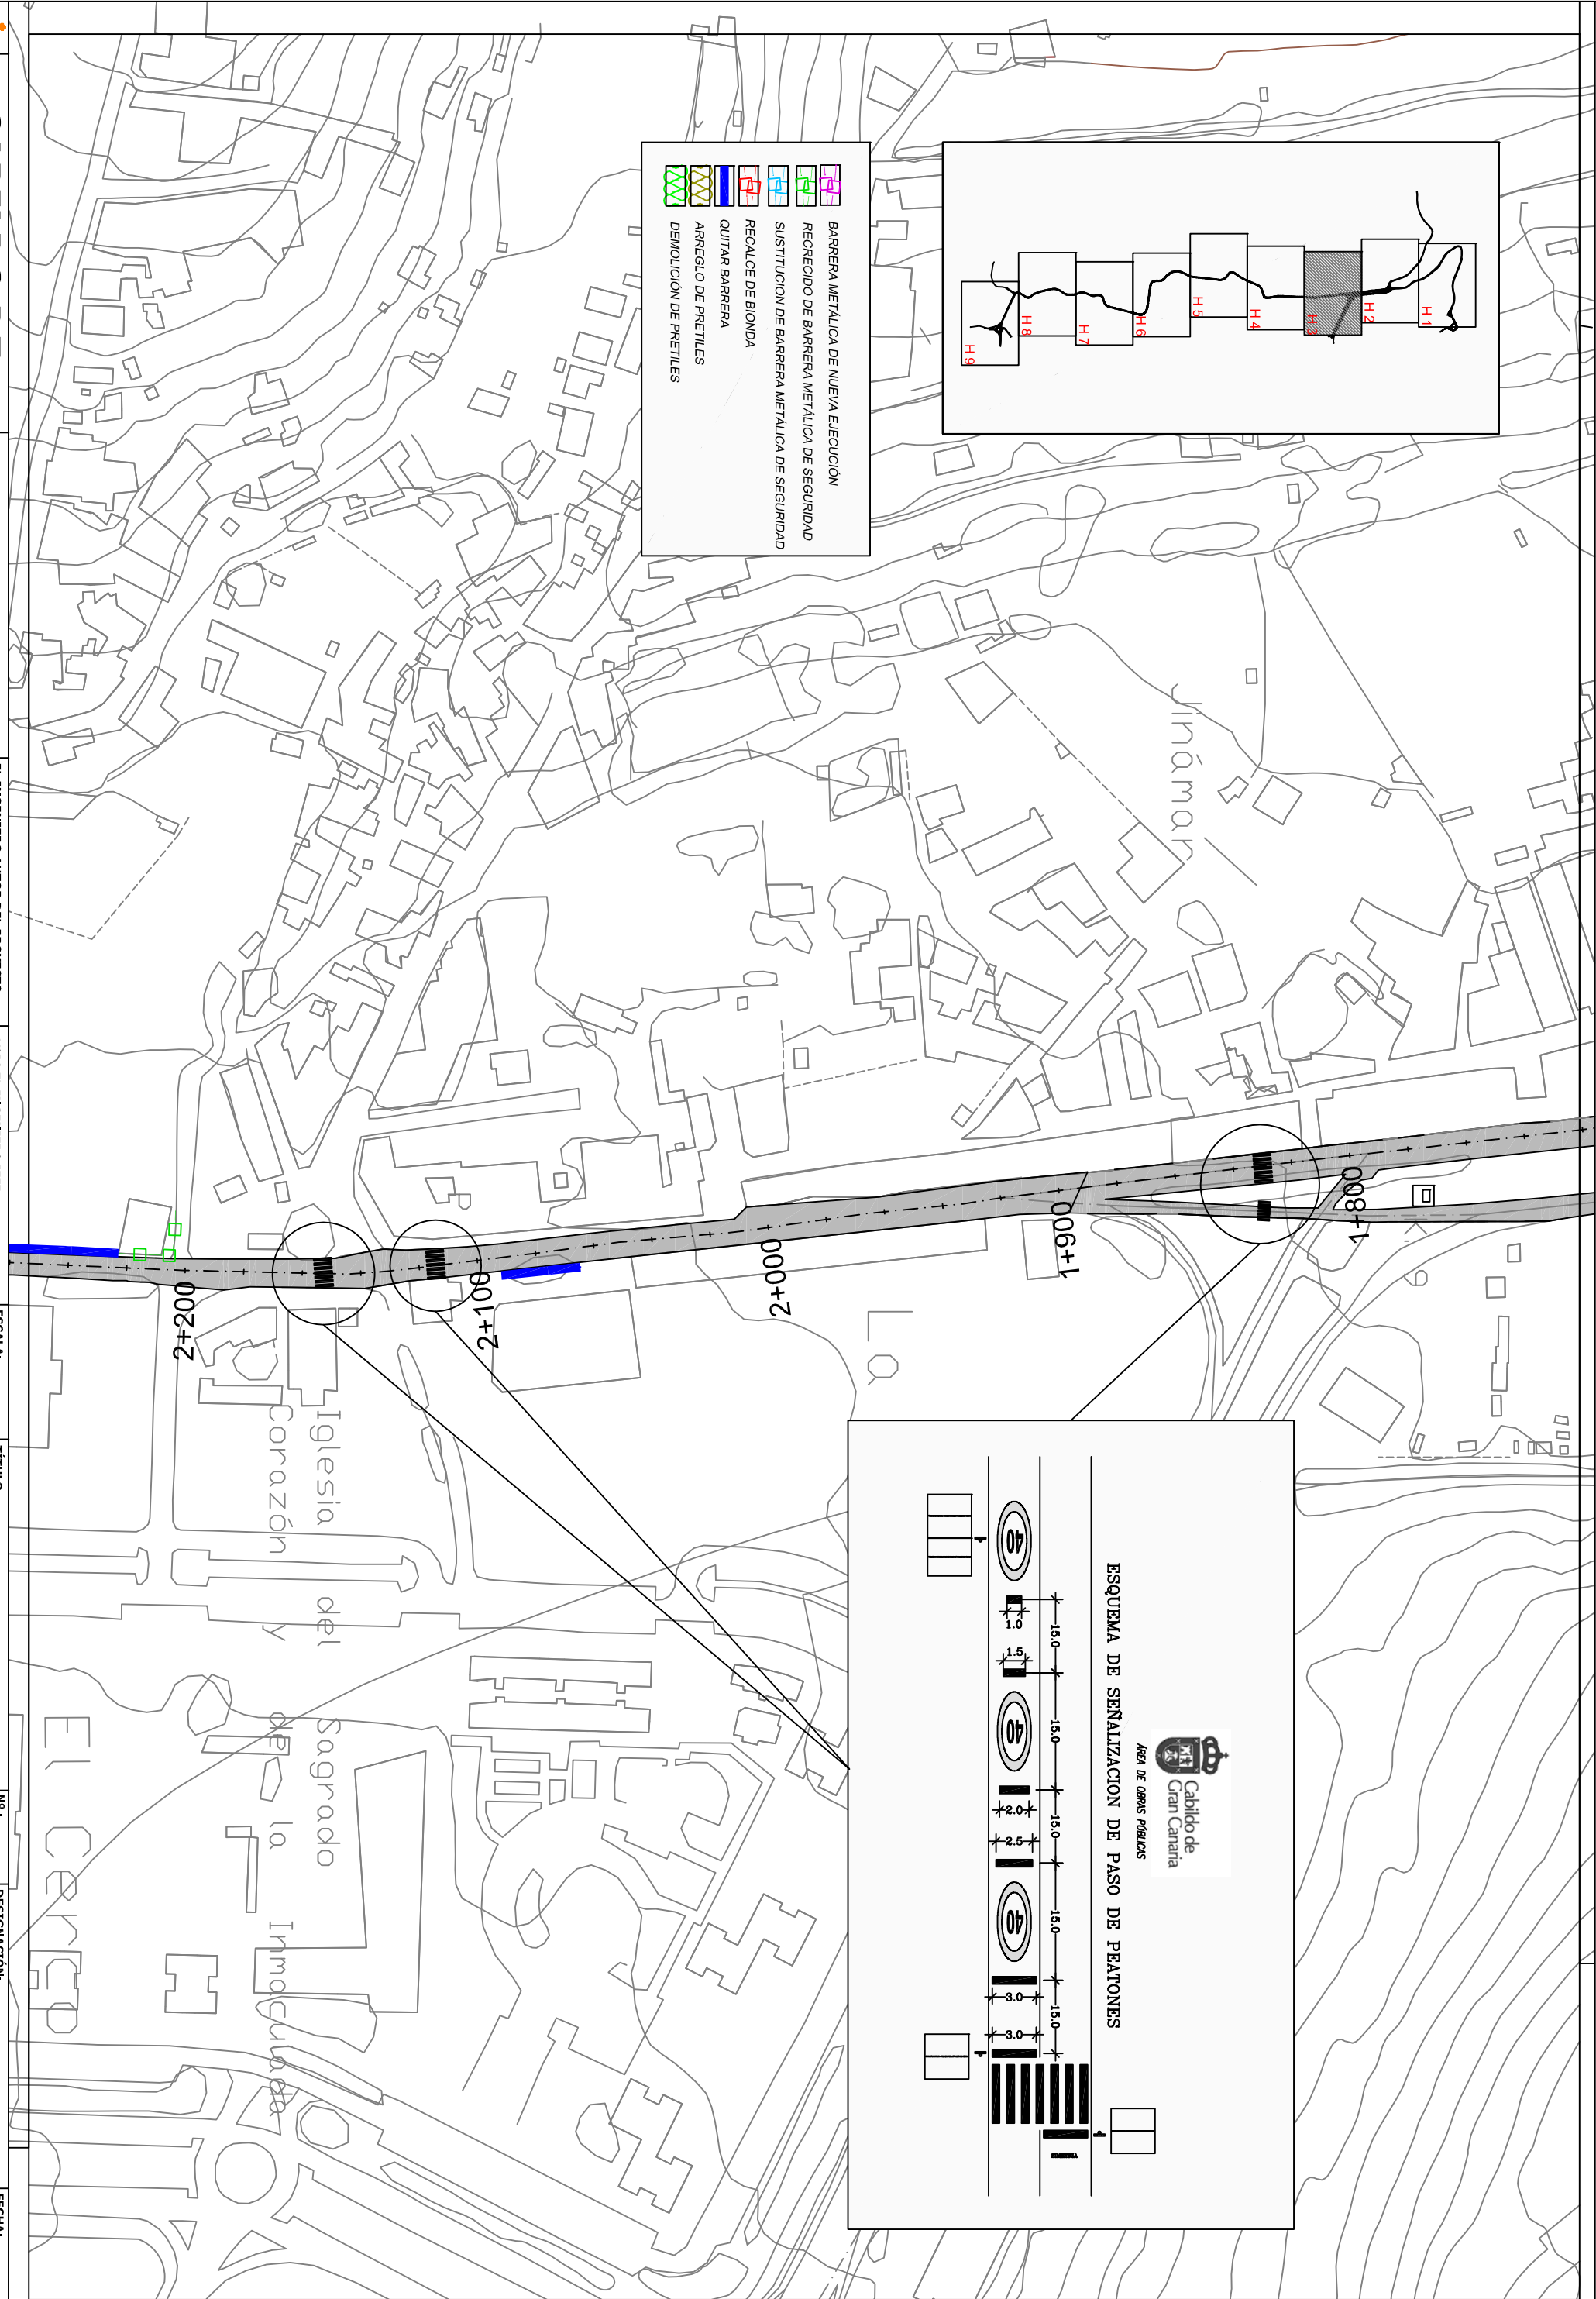 H 1
H 2
H 3
H 4
H 5
H 6
H 7
H 8
H 9
BARRERA METÁLICA DE NUEVA EJECUCIÓN
RECRECIDO DE BARRERA METÁLICA DE SEGURIDAD
SUSTITUCION DE BARRERA METÁLICA DE SEGURIDAD
RECALCE DE BIONDA
QUITAR BARRERA
ARREGLO DE PRETILES
DEMOLICIÓN DE PRETILES
Jinámar
1+800
1+900
2+000
2+100
2+200
La
Iglesia del Sagrado
Corazón y de la Inmaculada
El Cerco
Cabildo de
Gran Canaria
ÁREA DE OBRAS PÚBLICAS
ESQUEMA DE SEÑALIZACION DE PASO DE PEATONES
15.0 15.0 15.0 15.0 15.0
40 40 40
1.0 1.5 2.0 2.5 3.0 3.0
SIMETRIA